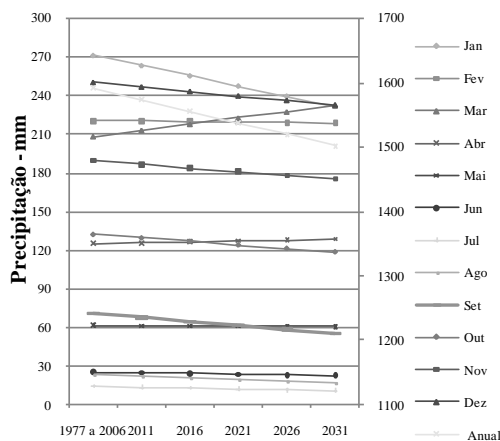 Precipitação - mm
300
270
240
210
180
150
120
90
60
30
0
1700
1600
1500
1400
1300
1200
1100
1977 a 2006 2011 2016 2021 2026 2031
Jan
Fev
Mar
Abr
Mai
Jun
Jul
Ago
Set
Out
Nov
Dez
Anual